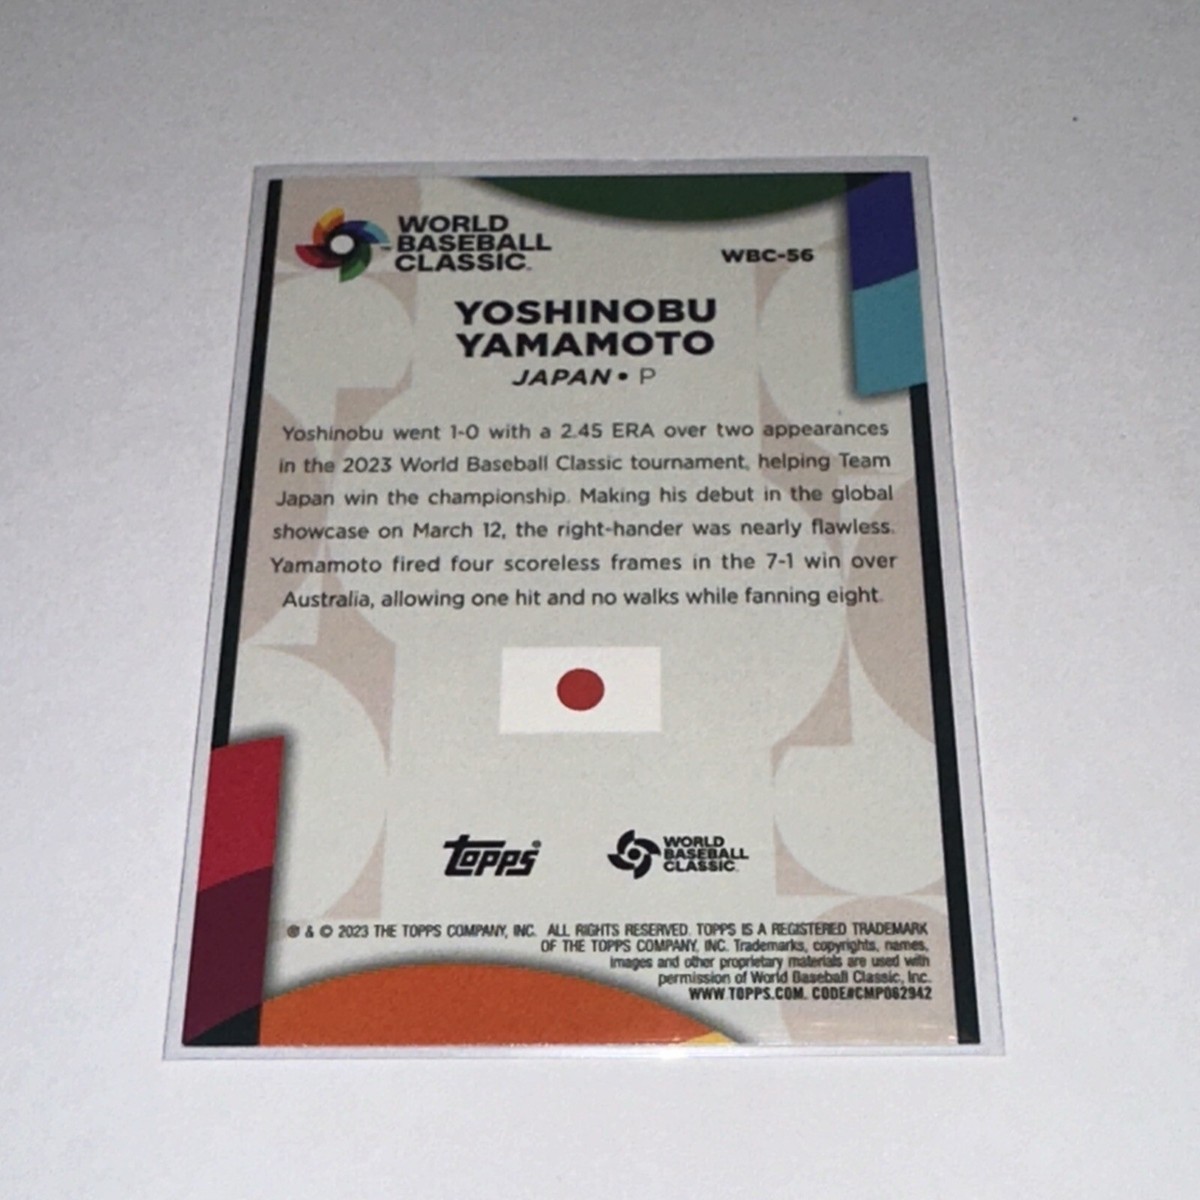 WORLD
BASEBALL
CLASSIC™
WBC-56
YOSHINOBU
YAMAMOTO
JAPAN • P
Yoshinobu went 1-0 with a 2.45 ERA over two appearances
in the 2023 World Baseball Classic tournament, helping Team
Japan win the championship. Making his debut in the global
showcase on March 12, the right-hander was nearly flawless.
Yamamoto fired four scoreless frames in the 7-1 win over
Australia, allowing one hit and no walks while fanning eight.
topps®
WORLD
BASEBALL
CLASSIC™
® & © 2023 THE TOPPS COMPANY, INC. ALL RIGHTS RESERVED. TOPPS IS A REGISTERED TRADEMARK
OF THE TOPPS COMPANY, INC. Trademarks, copyrights, names,
images and other proprietary materials are used with
permission of World Baseball Classic, Inc.
WWW.TOPPS.COM. CODE#CMP062942